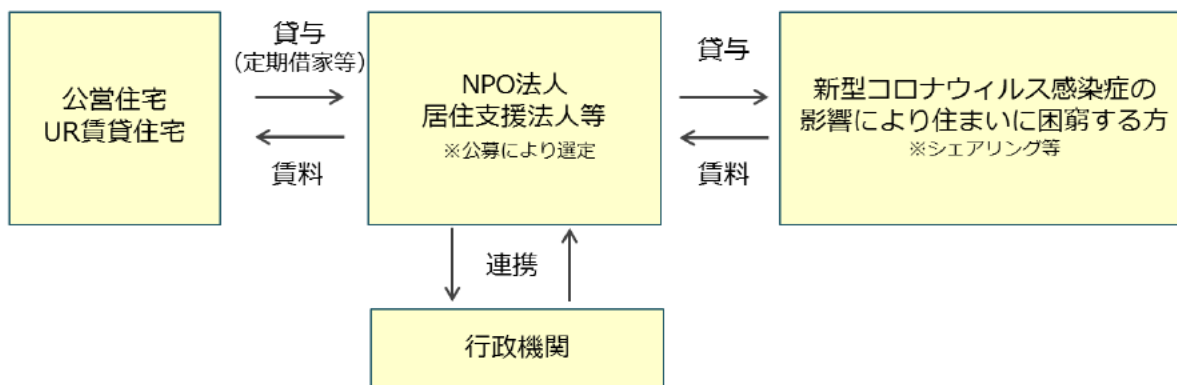 公営住宅
UR賃貸住宅
貸与
（定期借家等）
賃料
NPO法人
居住支援法人等
※公募により選定
貸与
賃料
新型コロナウィルス感染症の
影響により住まいに困窮する方
※シェアリング等
連携
行政機関